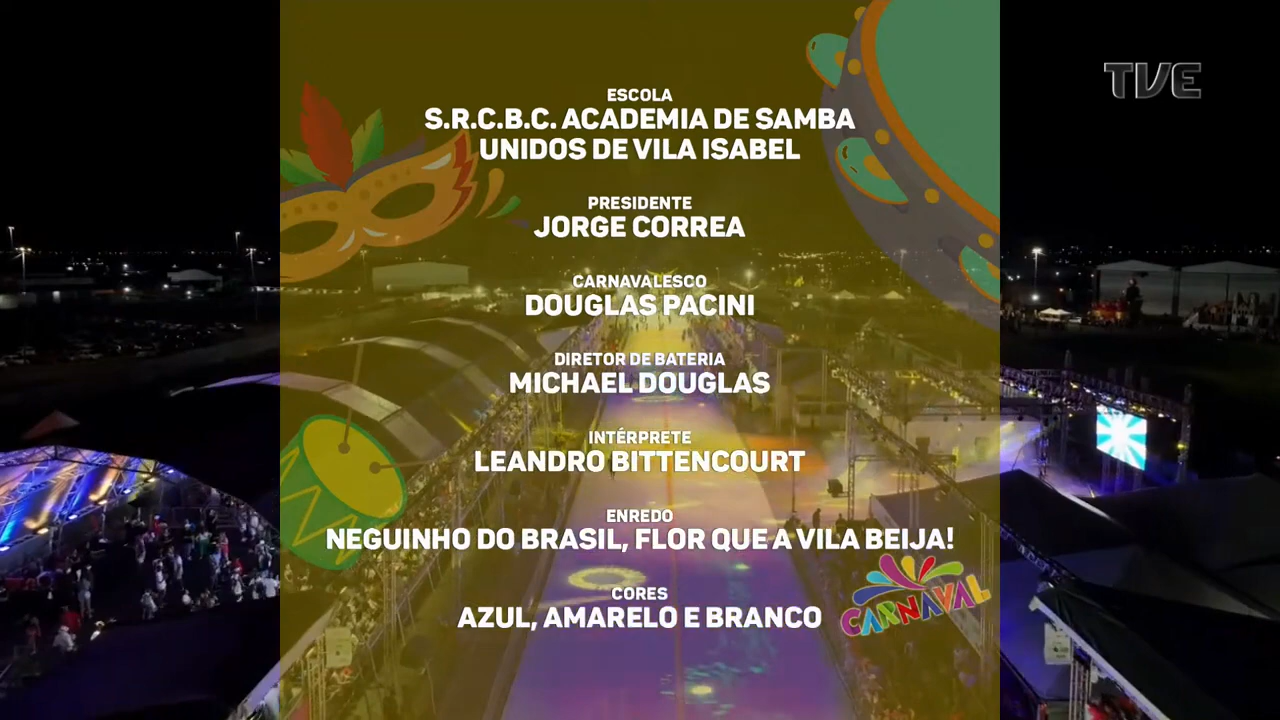 TVE
ESCOLA
S.R.C.B.C. ACADEMIA DE SAMBA
UNIDOS DE VILA ISABEL
PRESIDENTE
JORGE CORREA
CARNAVALESCO
DOUGLAS PACINI
DIRETOR DE BATERIA
MICHAEL DOUGLAS
INTÉRPRETE
LEANDRO BITTENCOURT
ENREDO
NEGUINHO DO BRASIL, FLOR QUE A VILA BEIJA!
CORES
AZUL, AMARELO E BRANCO
CARNAVAL